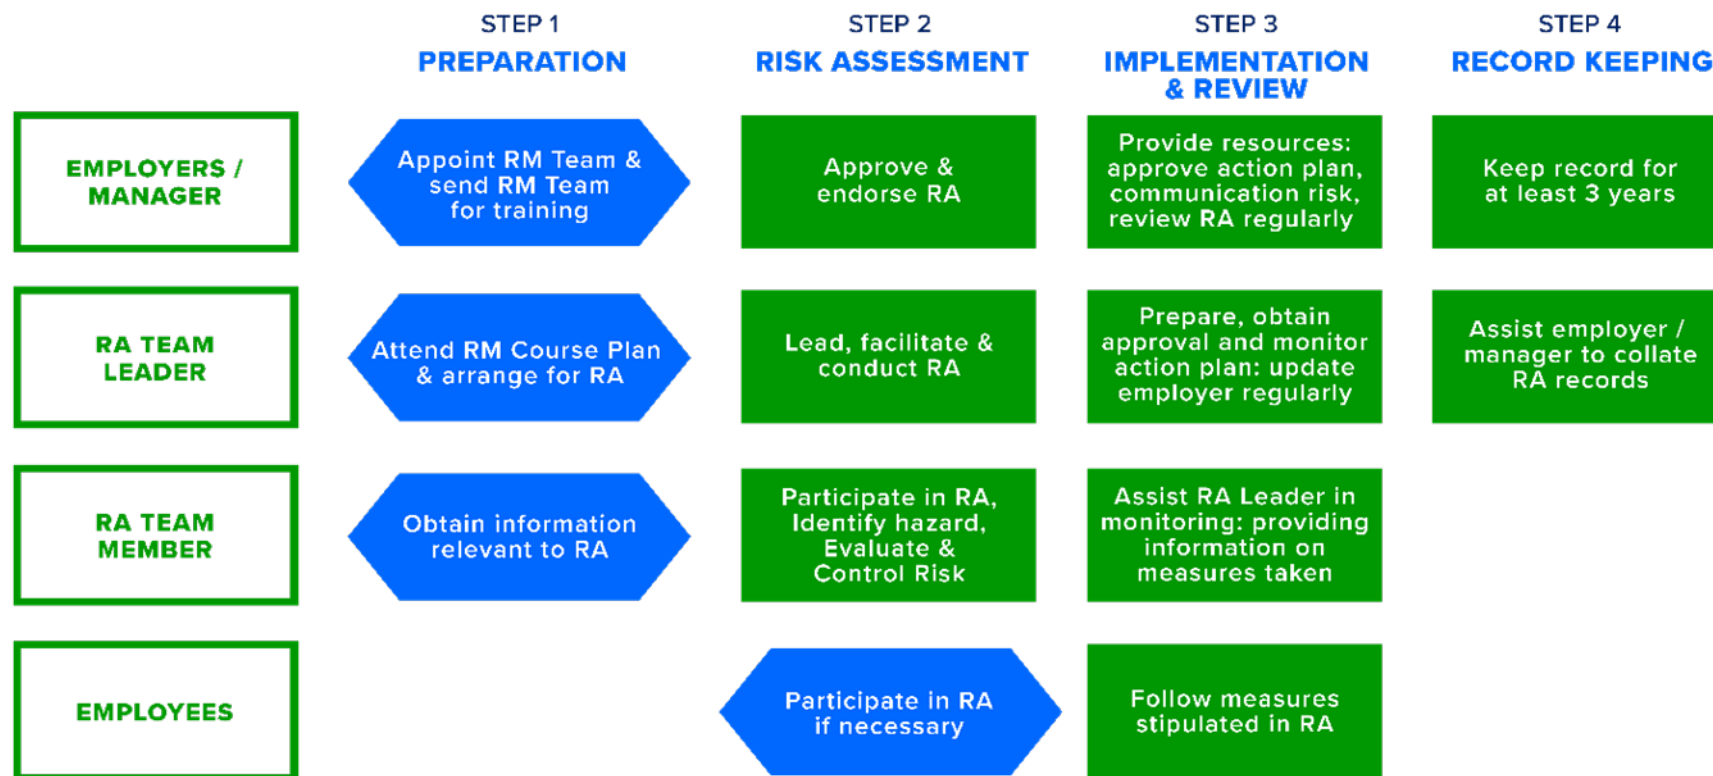 STEP 1
PREPARATION
STEP 2
RISK ASSESSMENT
STEP 3
IMPLEMENTATION
& REVIEW
STEP 4
RECORD KEEPING
EMPLOYERS /
MANAGER
Appoint RM Team &
send RM Team
for training
Approve &
endorse RA
Provide resources:
approve action plan,
communication risk,
review RA regularly
Keep record for
at least 3 years
RA TEAM
LEADER
Attend RM Course Plan
& arrange for RA
Lead, facilitate &
conduct RA
Prepare, obtain
approval and monitor
action plan: update
employer regularly
Assist employer /
manager to collate
RA records
RA TEAM
MEMBER
Obtain information
relevant to RA
Participate in RA,
Identify hazard,
Evaluate &
Control Risk
Assist RA Leader in
monitoring: providing
information on
measures taken
EMPLOYEES
Participate in RA
if necessary
Follow measures
stipulated in RA